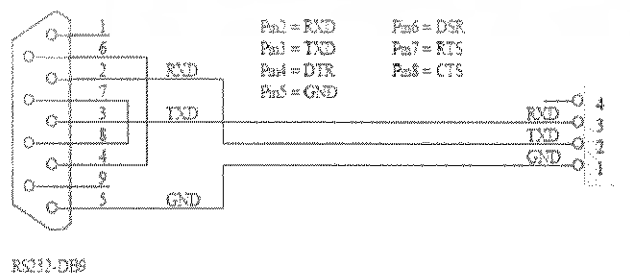 1
6
2 RXD
7
3 TXD
8
4
9
5 GND
Pin2 = RXD Pin6 = DSR
Pin3 = TXD Pin7 = RTS
Pin4 = DTR Pin8 = CTS
Pin5 = GND
4
RXD 3
TXD 2
GND 1
RS232-DB9